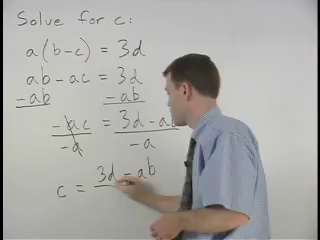 Solve for c:
a(b-c) = 3d
ab - ac = 3d
-ab -ab
-ac = 3d - ab
-a -a
c = 3d - ab